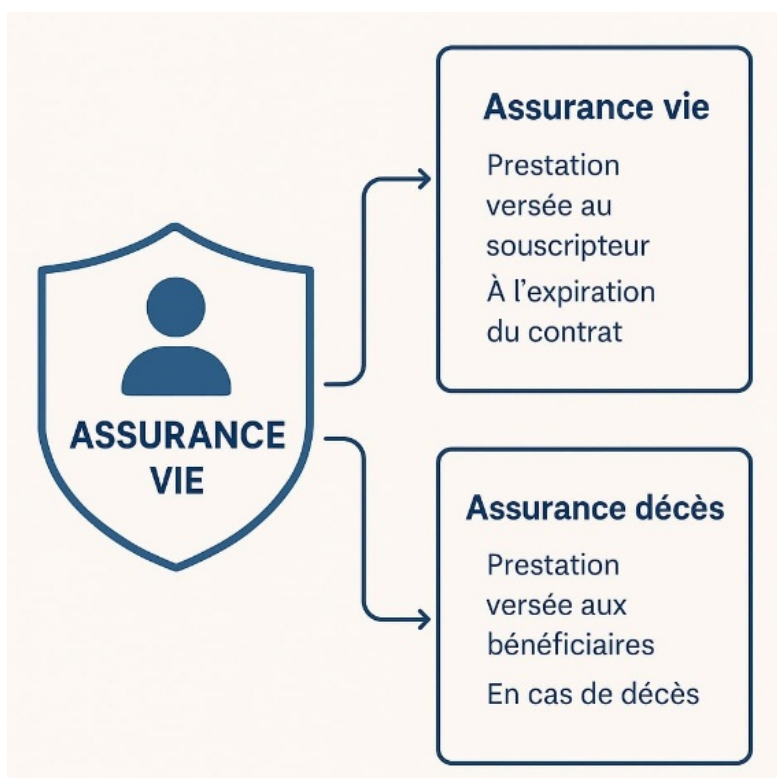 ASSURANCE
VIE
Assurance vie
Prestation
versée au
souscripteur
À l’expiration
du contrat
Assurance décès
Prestation
versée aux
bénéficiaires
En cas de décès